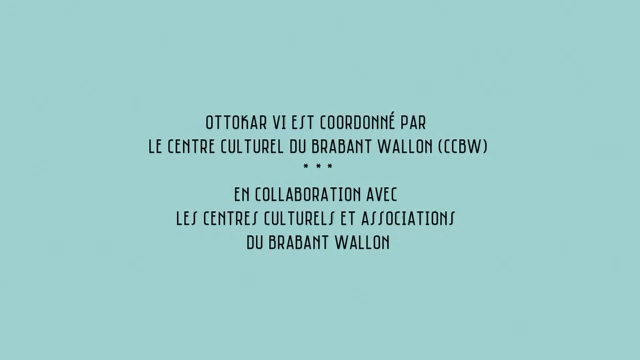 OTTOKAR VI EST COORDONNÉ PAR
LE CENTRE CULTUREL DU BRABANT WALLON (CCBW)
* * *
EN COLLABORATION AVEC
LES CENTRES CULTURELS ET ASSOCIATIONS
DU BRABANT WALLON